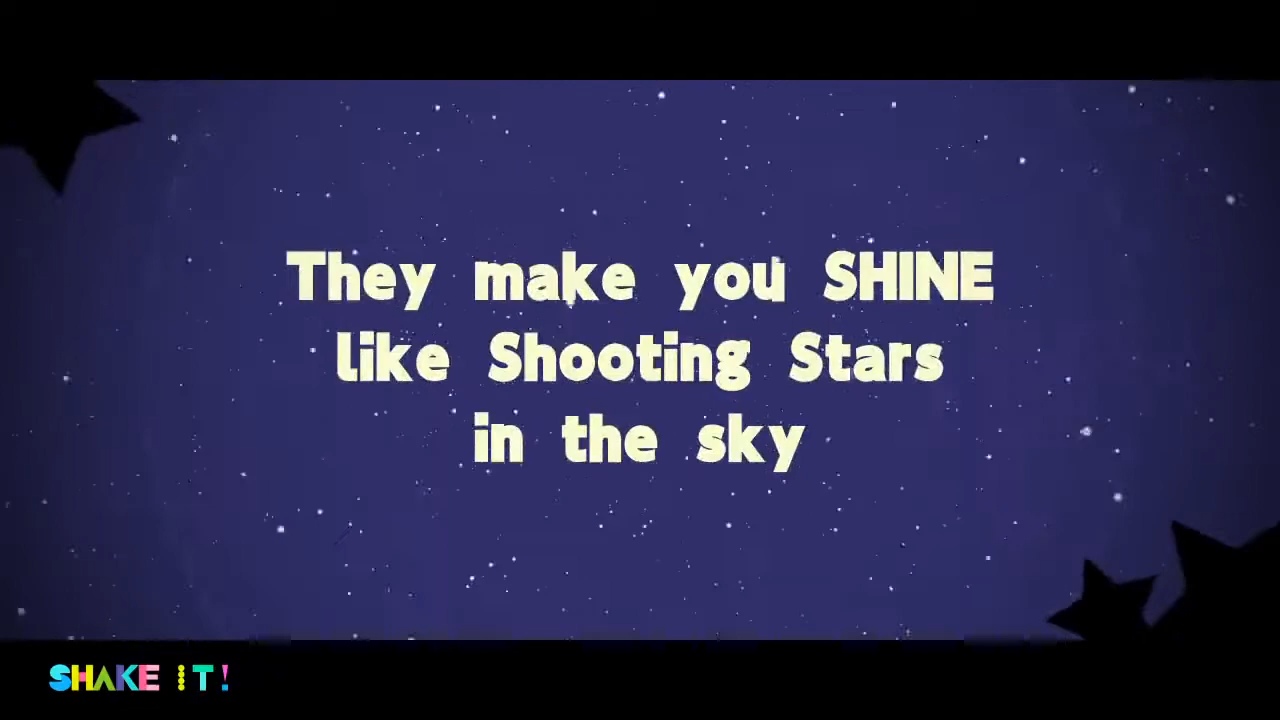 They make you SHINE
like Shooting Stars
in the sky
SHAKE IT!